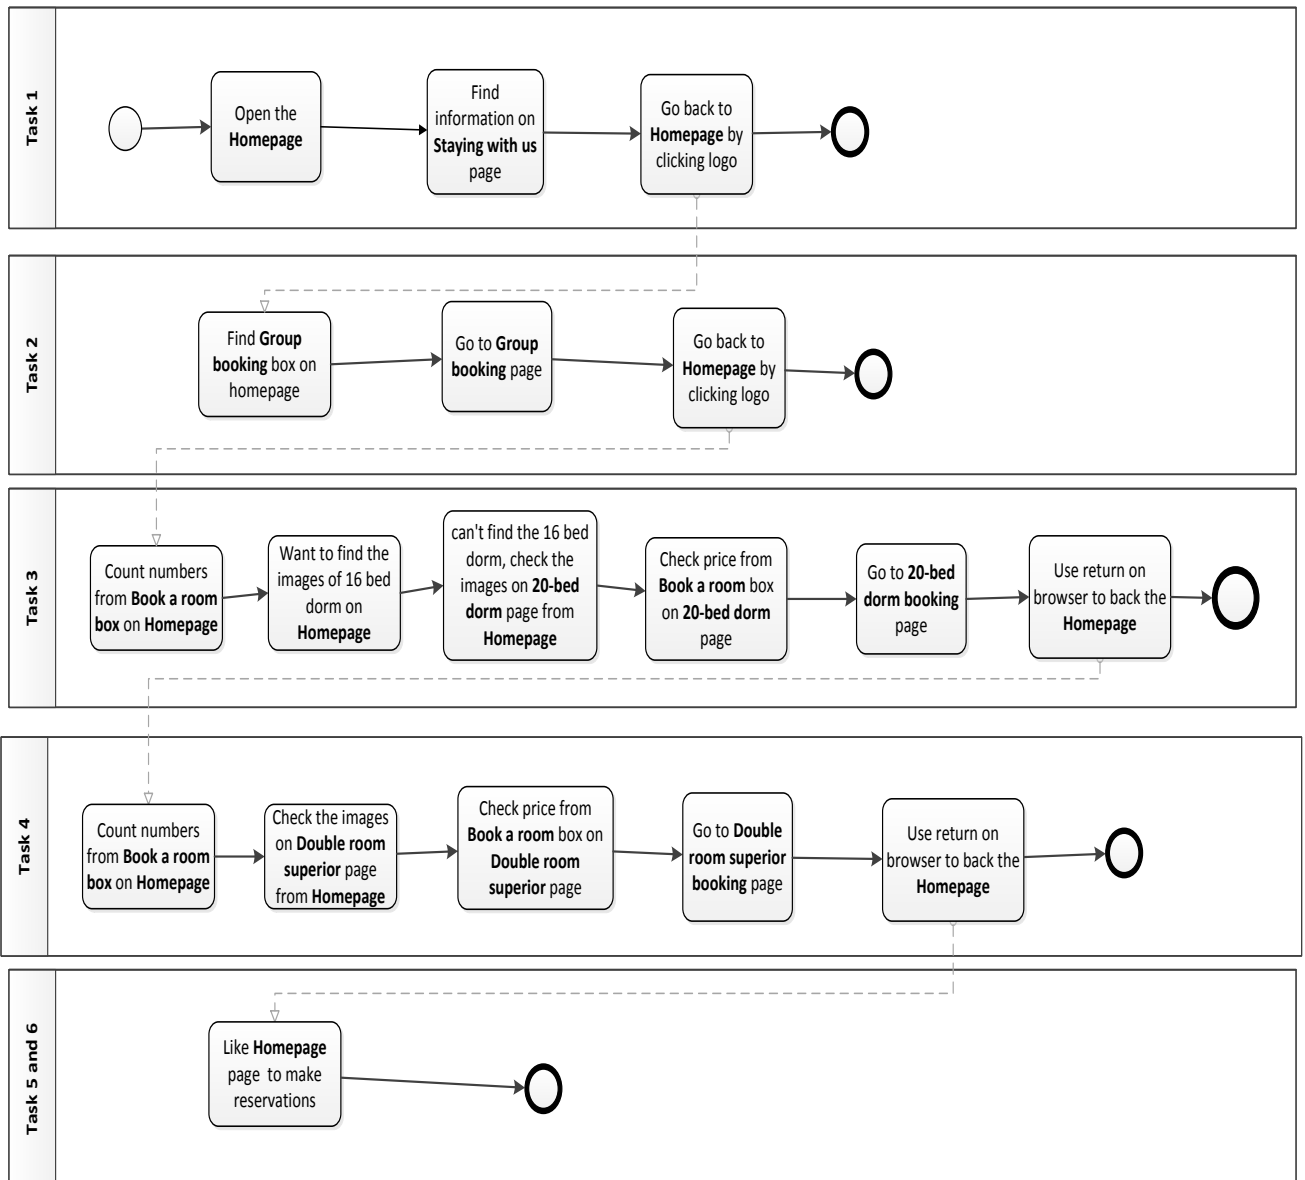 Task 1
Open the
Homepage
Find
information on
Staying with us
page
Go back to
Homepage by
clicking logo
Task 2
Find Group
booking box on
homepage
Go to Group
booking page
Go back to
Homepage by
clicking logo
Task 3
Count numbers
from Book a room
box on Homepage
Want to find the
images of 16 bed
dorm on
Homepage
can't find the 16 bed
dorm, check the
images on 20-bed
dorm page from
Homepage
Check price from
Book a room box
on 20-bed dorm
page
Go to 20-bed
dorm booking
page
Use return on
browser to back the
Homepage
Task 4
Count numbers
from Book a room
box on Homepage
Check the images
on Double room
superior page
from Homepage
Check price from
Book a room box on
Double room
superior page
Go to Double
room superior
booking page
Use return on
browser to back the
Homepage
Task 5 and 6
Like Homepage
page to make
reservations